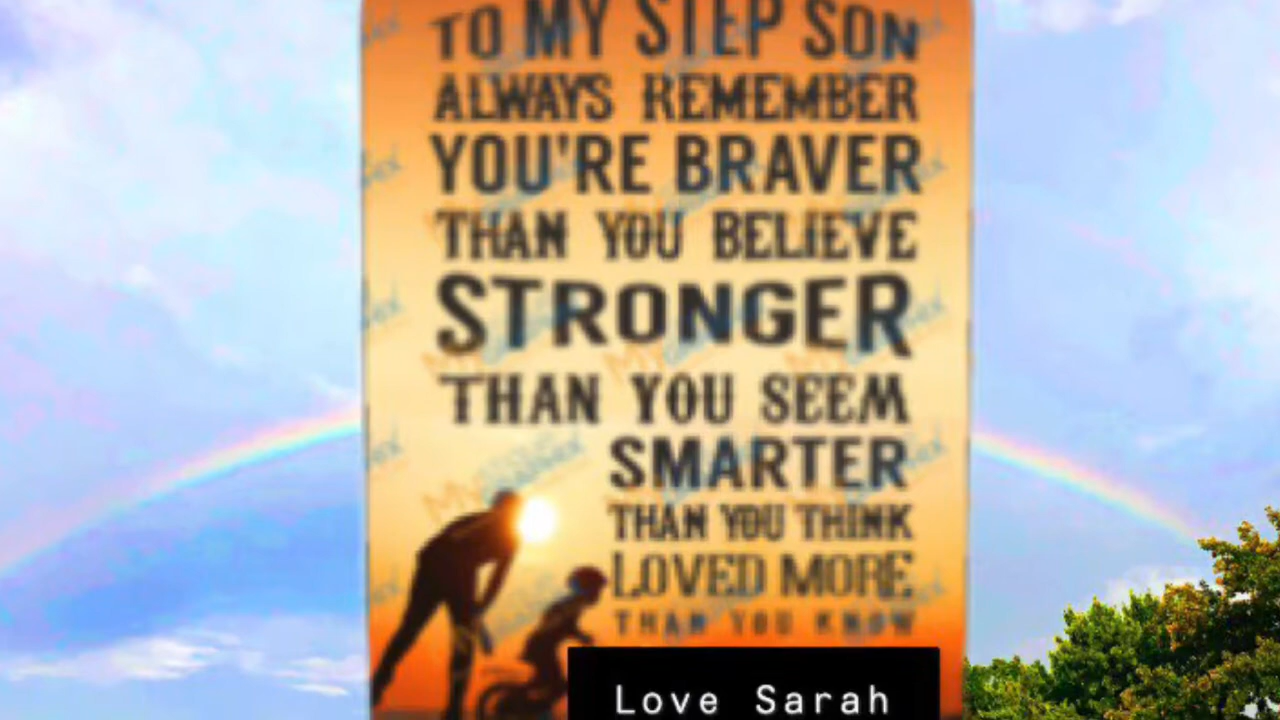 TO MY STEP SON
ALWAYS REMEMBER
YOU'RE BRAVER
THAN YOU BELIEVE
STRONGER
THAN YOU SEEM
SMARTER
THAN YOU THINK
LOVED MORE
THAN YOU KNOW
Love Sarah